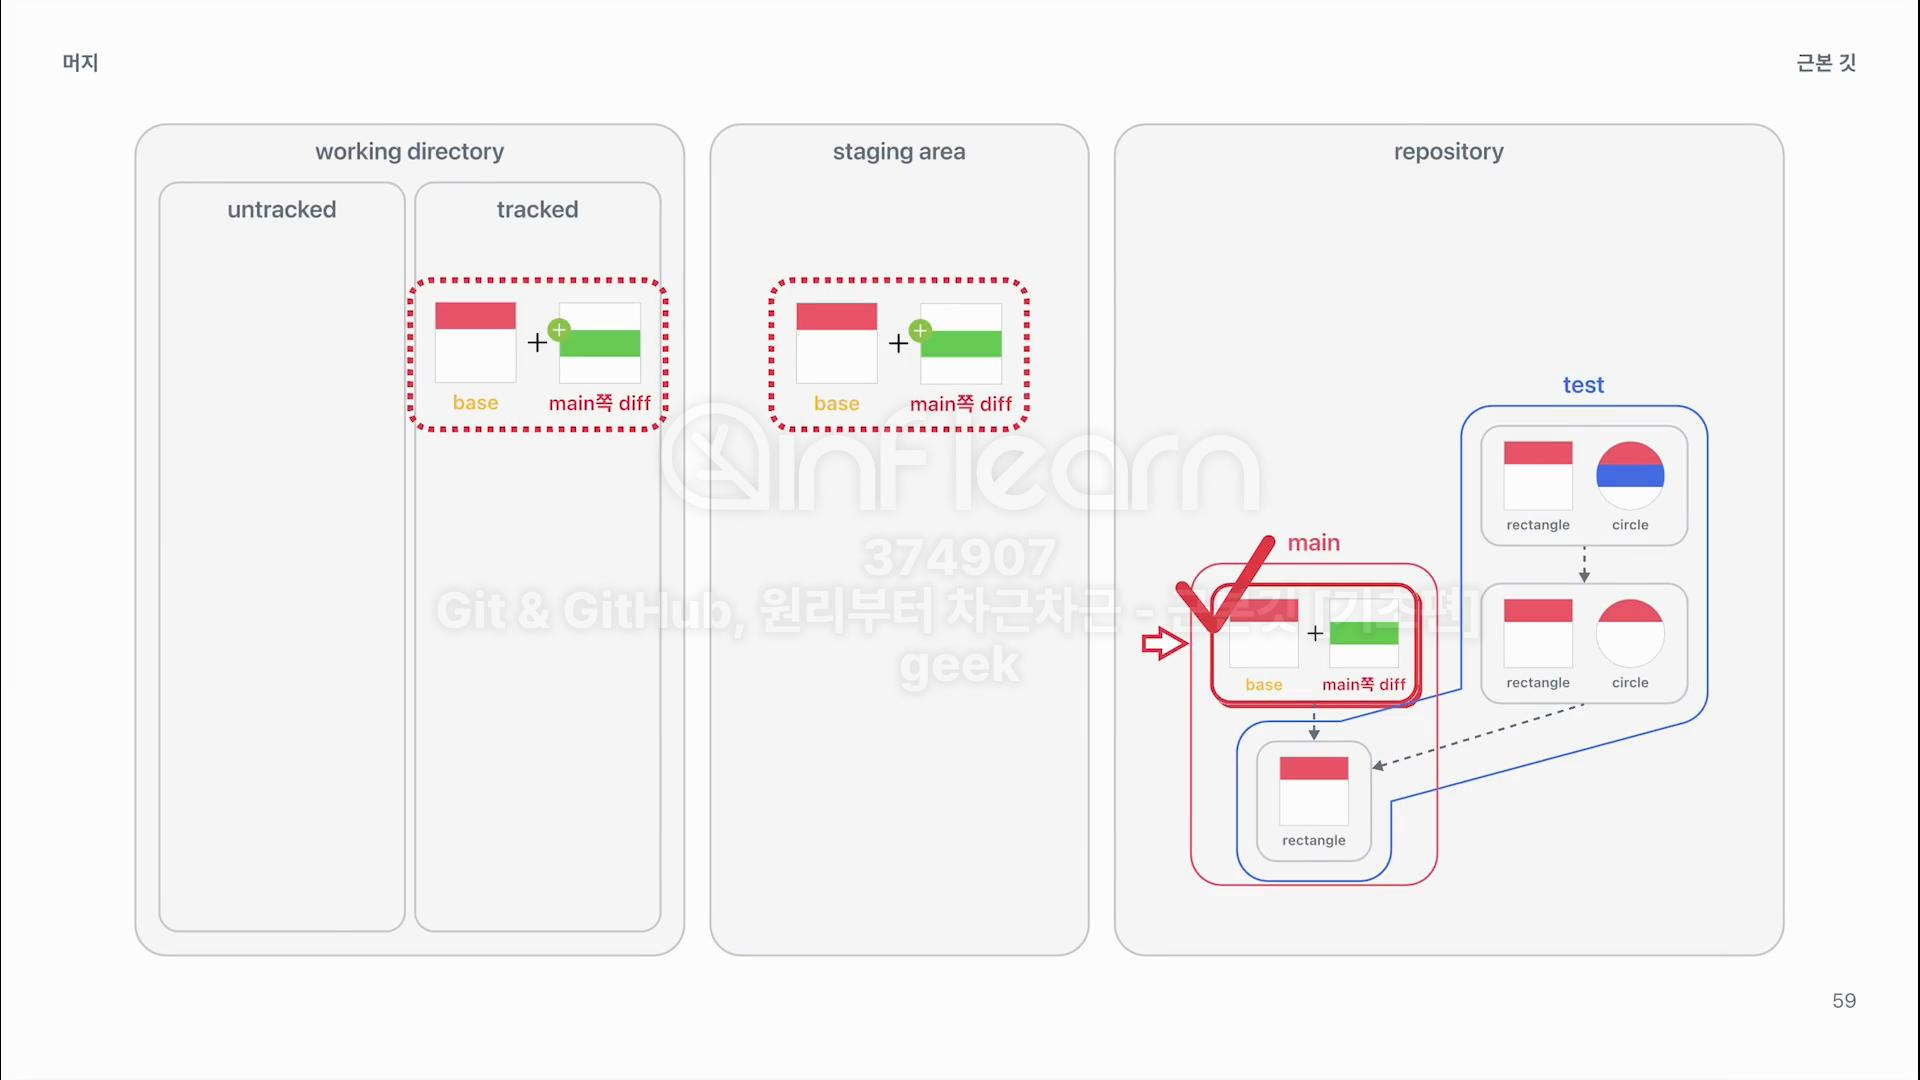 머지
근본 깃
working directory
staging area
repository
untracked
tracked
base
+
main쪽 diff
base
+
main쪽 diff
test
rectangle
circle
main
rectangle
circle
base
+
main쪽 diff
rectangle
inflearn
374907
Git & GitHub, 원리부터 차근차근 - 근본깃 [기초편]
geek
59